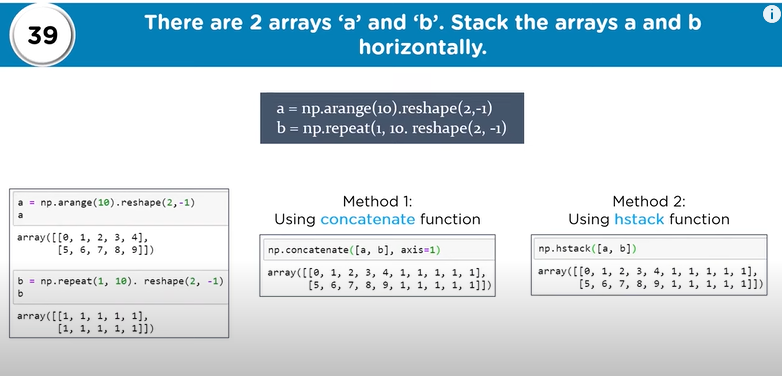 39
There are 2 arrays ‘a’ and ‘b’. Stack the arrays a and b
horizontally.
i
a = np.arange(10).reshape(2,-1)
b = np.repeat(1, 10. reshape(2, -1)
a = np.arange(10).reshape(2,-1)
a
array([[0, 1, 2, 3, 4],
[5, 6, 7, 8, 9]])
b = np.repeat(1, 10). reshape(2, -1)
b
array([[1, 1, 1, 1, 1],
[1, 1, 1, 1, 1]])
Method 1:
Using concatenate function
np.concatenate([a, b], axis=1)
array([[0, 1, 2, 3, 4, 1, 1, 1, 1, 1],
[5, 6, 7, 8, 9, 1, 1, 1, 1, 1]])
Method 2:
Using hstack function
np.hstack([a, b])
array([[0, 1, 2, 3, 4, 1, 1, 1, 1, 1],
[5, 6, 7, 8, 9, 1, 1, 1, 1, 1]])